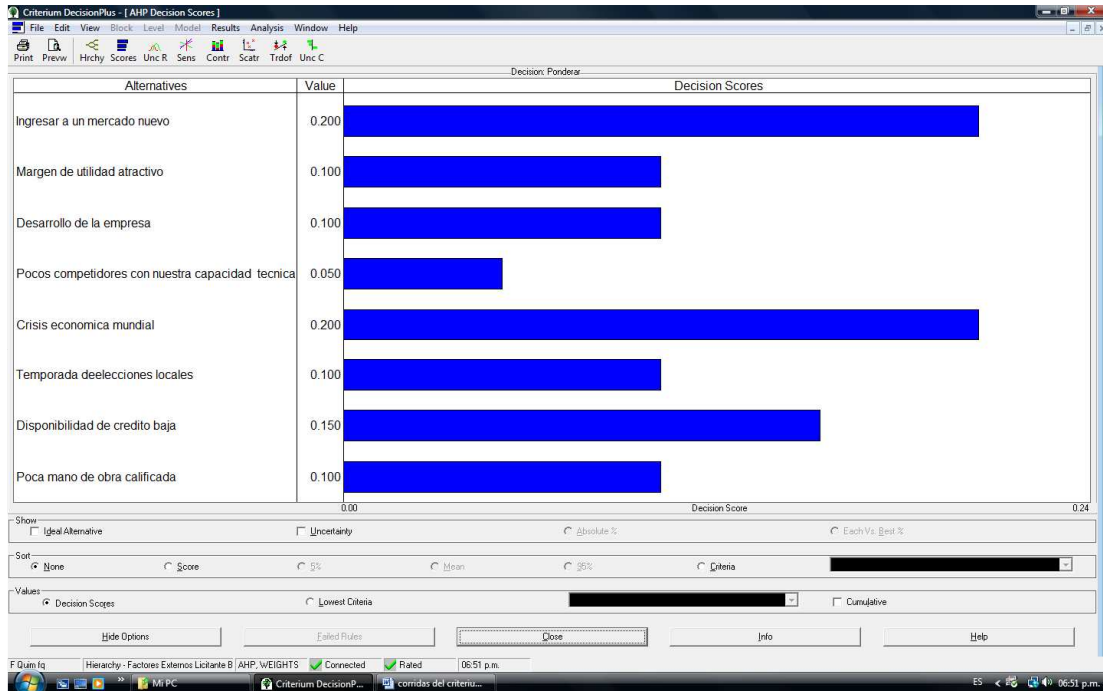 Criterium DecisionPlus - [ AHP Decision Scores ]
File Edit View Block Level Model Results Analysis Window Help
Print Prevw Hrchy Scores Unc R Sens Contr Scatr Trdof Unc C
Decision: Ponderar
Alternatives Value Decision Scores
Ingresar a un mercado nuevo 0.200
Margen de utilidad atractivo 0.100
Desarrollo de la empresa 0.100
Pocos competidores con nuestra capacidad tecnica 0.050
Crisis economica mundial 0.200
Temporada deelecciones locales 0.100
Disponibilidad de credito baja 0.150
Poca mano de obra calificada 0.100
0.00 Decision Score 0.24
Show
Ideal Alternative Uncertainty Absolute % Each Vs. Best %
Sort
None Score 5% Mean 95% Criteria
Values
Decision Scores Lowest Criteria Cumulative
Hide Options Failed Rules Close Info Help
F Quim fq Hierarchy - Factores Externos Licitante B AHP, WEIGHTS Connected Rated 06:51 p.m.
Mi PC Criterium DecisionP... corridas del criteriu... ES 06:51 p.m.